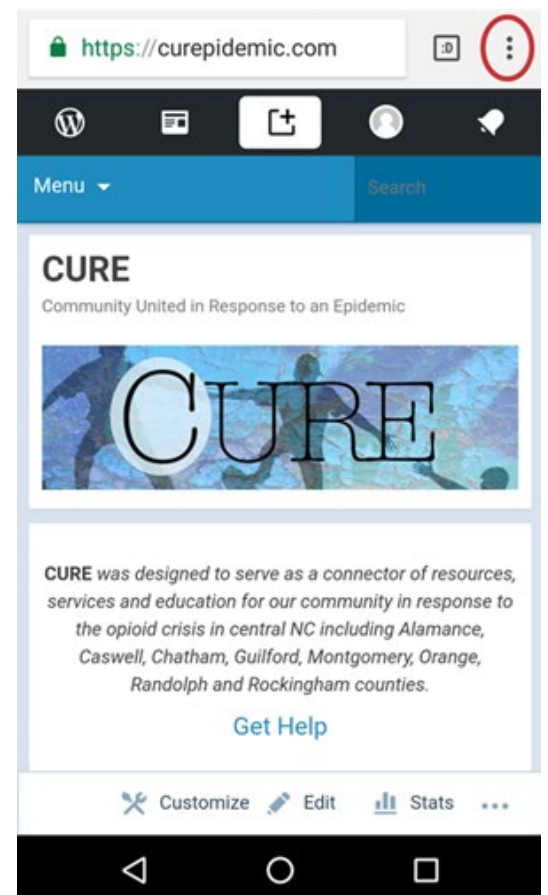 https://curepidemic.com
:D
Menu
Search
CURE
Community United in Response to an Epidemic
CURE
CURE was designed to serve as a connector of resources,
services and education for our community in response to
the opioid crisis in central NC including Alamance,
Caswell, Chatham, Guilford, Montgomery, Orange,
Randolph and Rockingham counties.
Get Help
Customize
Edit
Stats